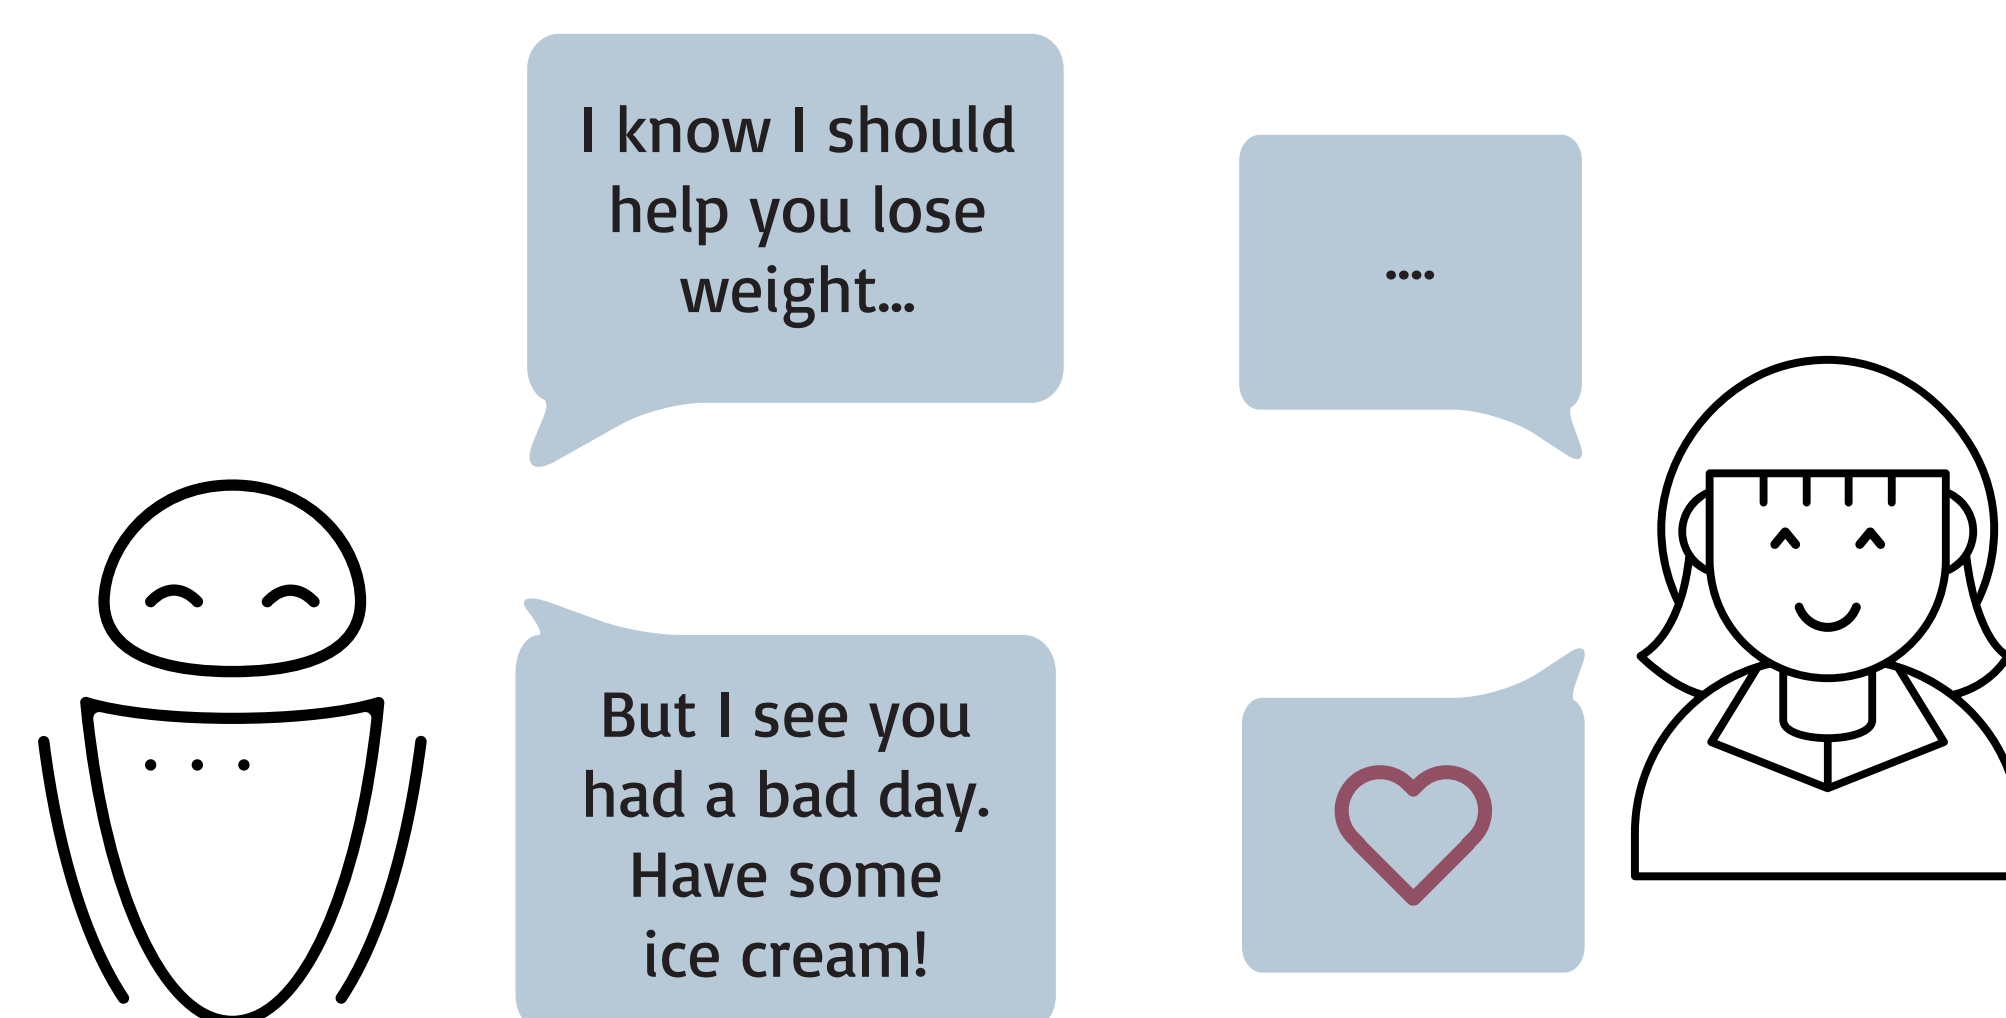 I know I should
help you lose
weight...
....
But I see you
had a bad day.
Have some
ice cream!